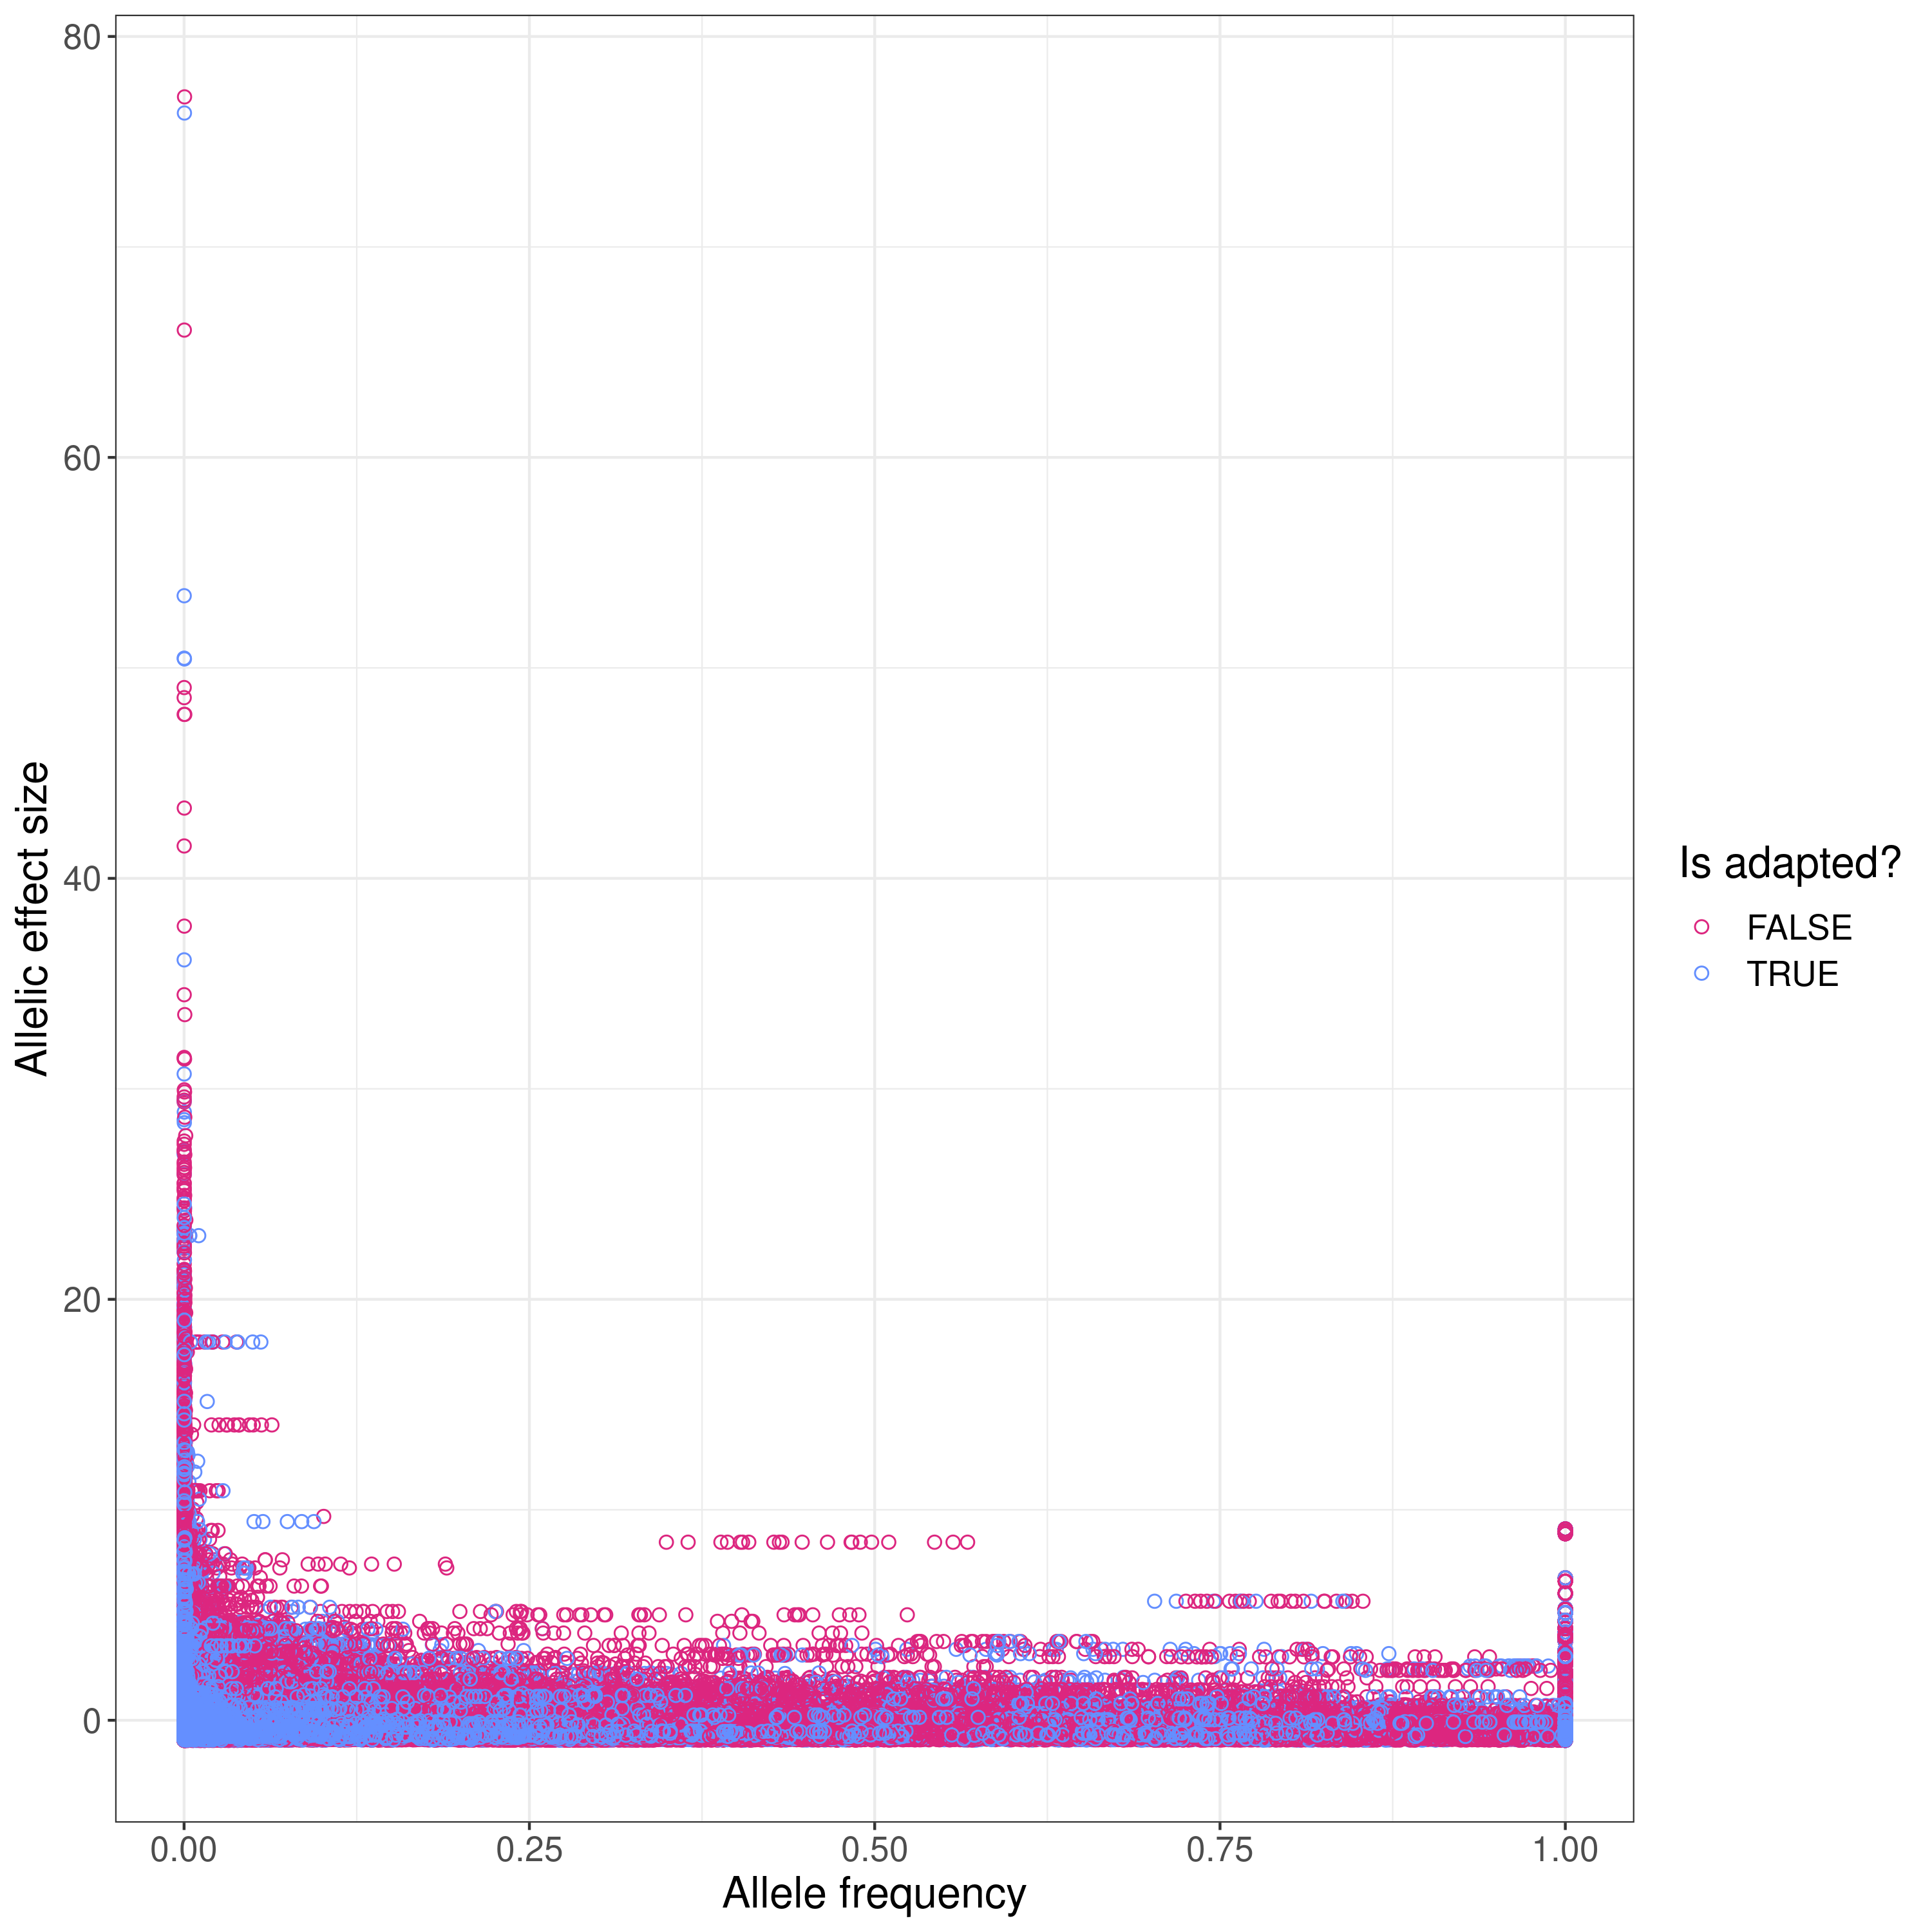 80
60
40
20
0
Allelic effect size
0.00 0.25 0.50 0.75 1.00
Allele frequency
Is adapted?
FALSE
TRUE